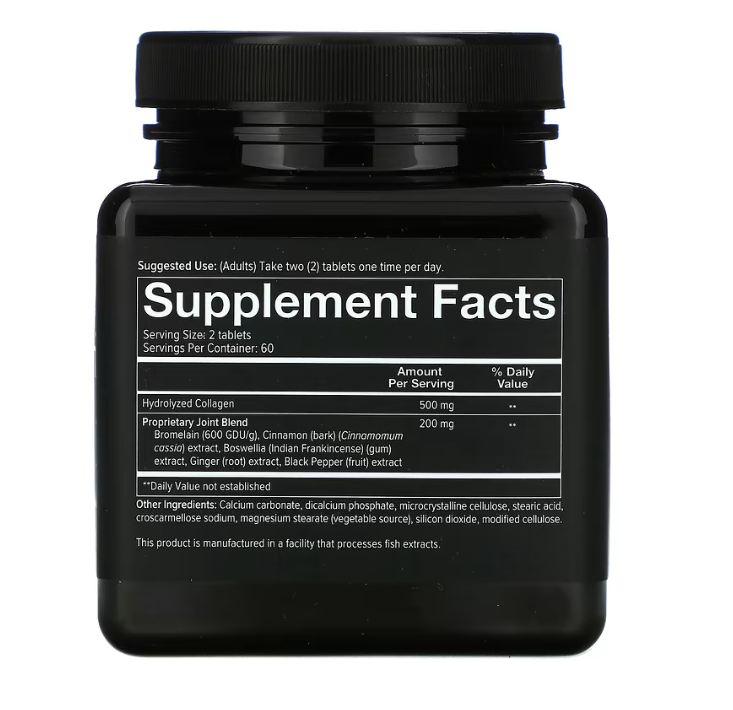 Suggested Use: (Adults) Take two (2) tablets one time per day.
Supplement Facts
Serving Size: 2 tablets
Servings Per Container: 60
Amount Per Serving % Daily Value
Hydrolyzed Collagen 500 mg **
Proprietary Joint Blend 200 mg **
Bromelain (600 GDU/g), Cinnamon (bark) (Cinnamomum
cassia) extract, Boswellia (Indian Frankincense) (gum)
extract, Ginger (root) extract, Black Pepper (fruit) extract
**Daily Value not established
Other Ingredients: Calcium carbonate, dicalcium phosphate, microcrystalline cellulose, stearic acid,
croscarmellose sodium, magnesium stearate (vegetable source), silicon dioxide, modified cellulose.
This product is manufactured in a facility that processes fish extracts.